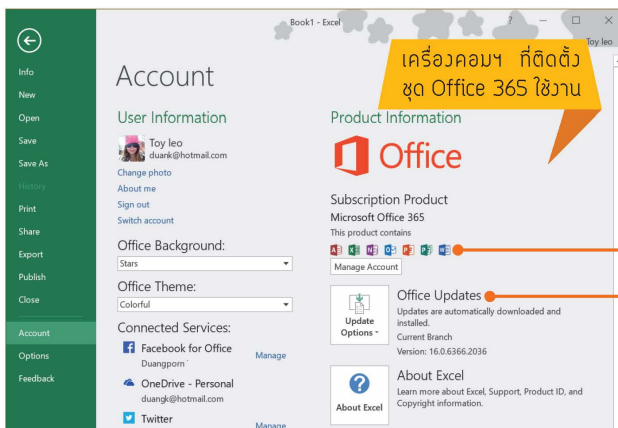 Book1 - Excel
?
Toy leo
เครื่องคอมฯ ที่ติดตั้ง
ชุด Office 365 ใช้งาน
Info
New
Open
Save
Save As
History
Print
Share
Export
Publish
Close
Account
Options
Feedback
Account
User Information
Toy leo
duank@hotmail.com
Change photo
About me
Sign out
Switch account
Office Background:
Stars
Office Theme:
Colorful
Connected Services:
Facebook for Office
Manage
Duangporn
OneDrive - Personal
duangk@hotmail.com
Twitter
Manage
Product Information
Office
Subscription Product
Microsoft Office 365
This product contains
Manage Account
Update
Options
Office Updates
Updates are automatically downloaded and
installed.
Current Branch
Version: 16.0.6366.2036
About Excel
About Excel
Learn more about Excel, Support, Product ID, and
Copyright information.